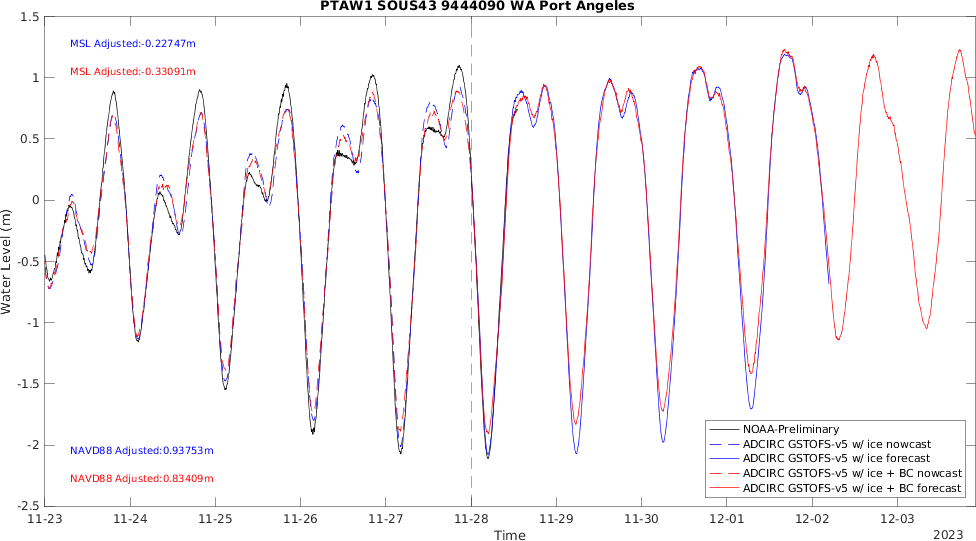 PTAW1 SOUS43 9444090 WA Port Angeles
1.5
MSL Adjusted:-0.22747m
MSL Adjusted:-0.33091m
1
0.5
0
-0.5
-1
-1.5
-2
-2.5
Water Level (m)
NAVD88 Adjusted:0.93753m
NAVD88 Adjusted:0.83409m
NOAA-Preliminary
ADCIRC GSTOFS-v5 w/ ice nowcast
ADCIRC GSTOFS-v5 w/ ice forecast
ADCIRC GSTOFS-v5 w/ ice + BC nowcast
ADCIRC GSTOFS-v5 w/ ice + BC forecast
11-23 11-24 11-25 11-26 11-27 11-28 11-29 11-30 12-01 12-02 12-03
Time
2023